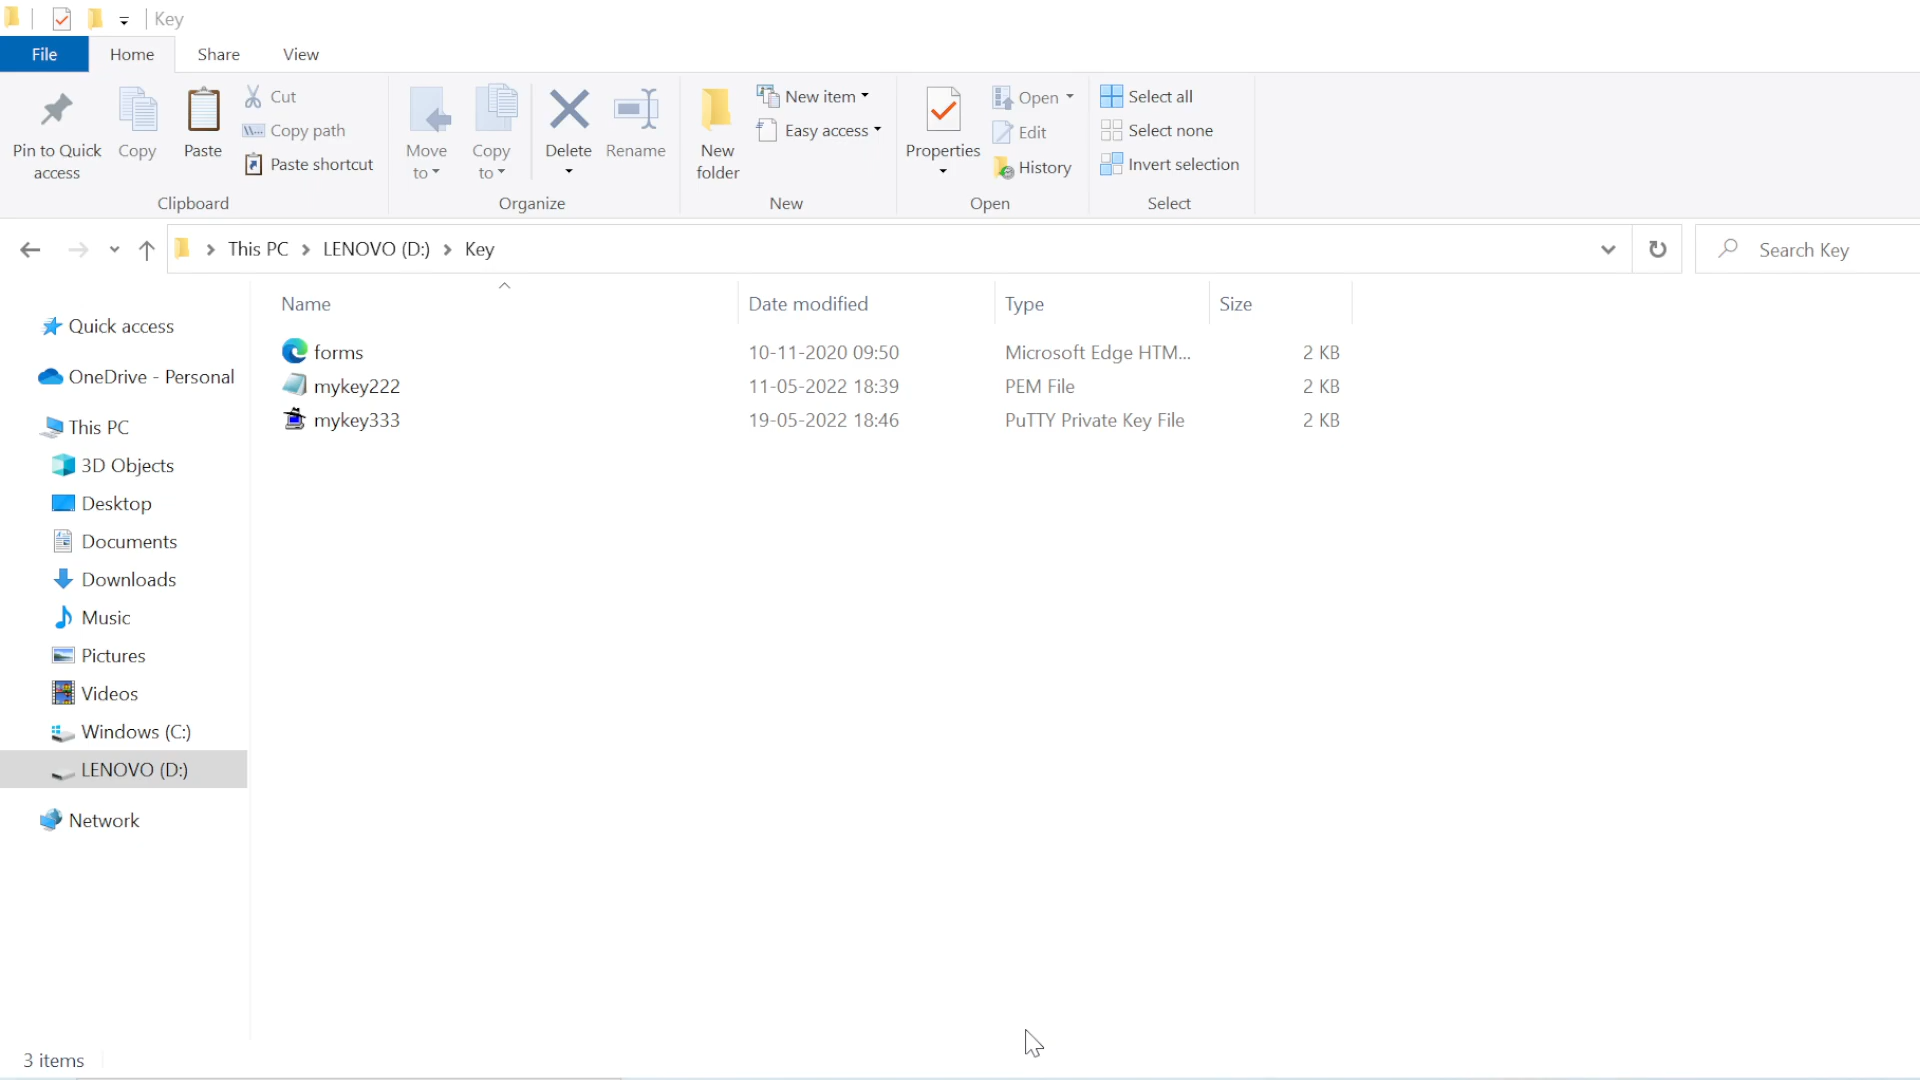 Key
File Home Share View
Pin to Quick access
Copy
Paste
Cut
Copy path
Paste shortcut
Clipboard
Move to
Copy to
Delete
Rename
Organize
New folder
New item
Easy access
New
Properties
Open
Edit
History
Open
Select all
Select none
Invert selection
Select
This PC LENOVO (D:) Key
Search Key
Name Date modified Type Size
forms 10-11-2020 09:50 Microsoft Edge HTM... 2 KB
mykey222 11-05-2022 18:39 PEM File 2 KB
mykey333 19-05-2022 18:46 PuTTY Private Key File 2 KB
Quick access
OneDrive - Personal
This PC
3D Objects
Desktop
Documents
Downloads
Music
Pictures
Videos
Windows (C:)
LENOVO (D:)
Network
3 items